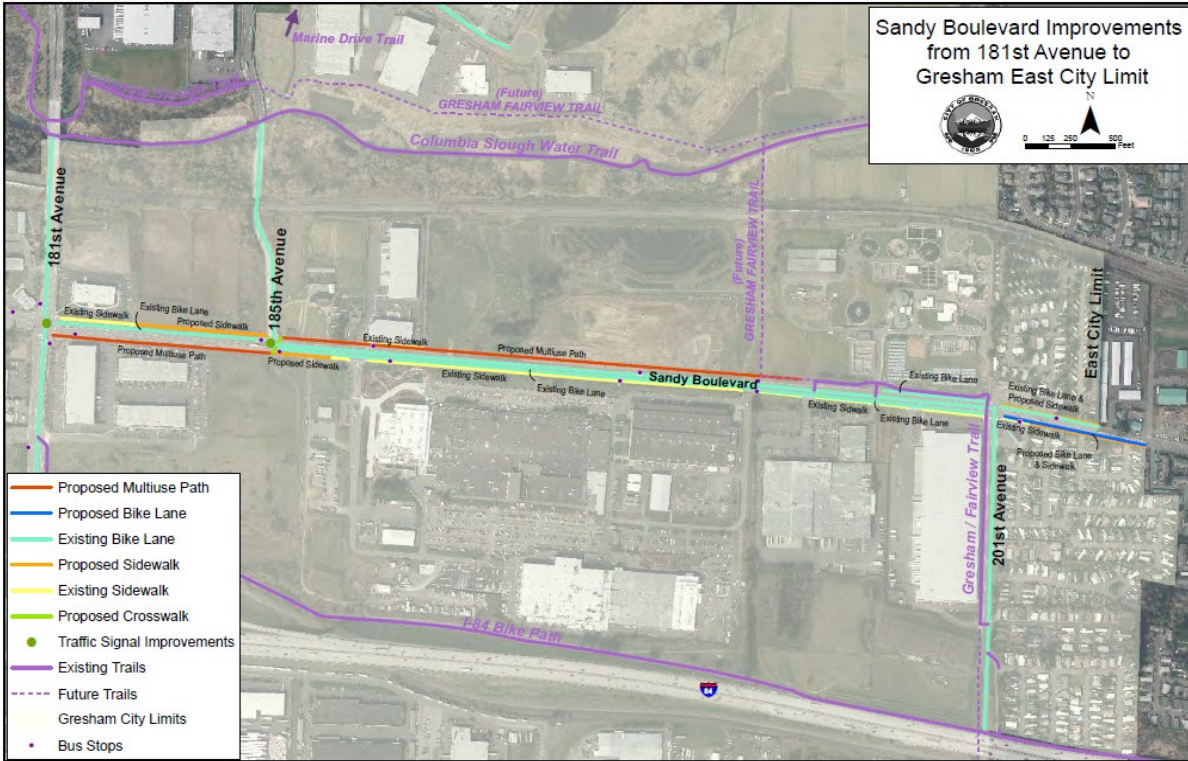 Sandy Boulevard Improvements
from 181st Avenue to
Gresham East City Limit
CITY OF GRESHAM
N
0 125 250 500
Feet
Marine Drive Trail
(Future)
GRESHAM FAIRVIEW TRAIL
Columbia Slough Water Trail
181st Avenue
185th Avenue
(Future)
GRESHAM FAIRVIEW TRAIL
East City Limit
Existing Sidewalk
Existing Bike Lane
Proposed Sidewalk
Existing Sidewalk
Proposed Multiuse Path
Proposed Multiuse Path
Proposed Sidewalk
Existing Sidewalk
Existing Bike Lane
Sandy Boulevard
Existing Bike Lane
Existing Sidewalk
Existing Bike Lane
Existing Bike Lane &
Proposed Sidewalk
Existing Sidewalk
Proposed Bike Lane
& Sidewalk
Gresham / Fairview Trail
201st Avenue
I-84 Bike Path
84
Proposed Multiuse Path
Proposed Bike Lane
Existing Bike Lane
Proposed Sidewalk
Existing Sidewalk
Proposed Crosswalk
Traffic Signal Improvements
Existing Trails
Future Trails
Gresham City Limits
Bus Stops